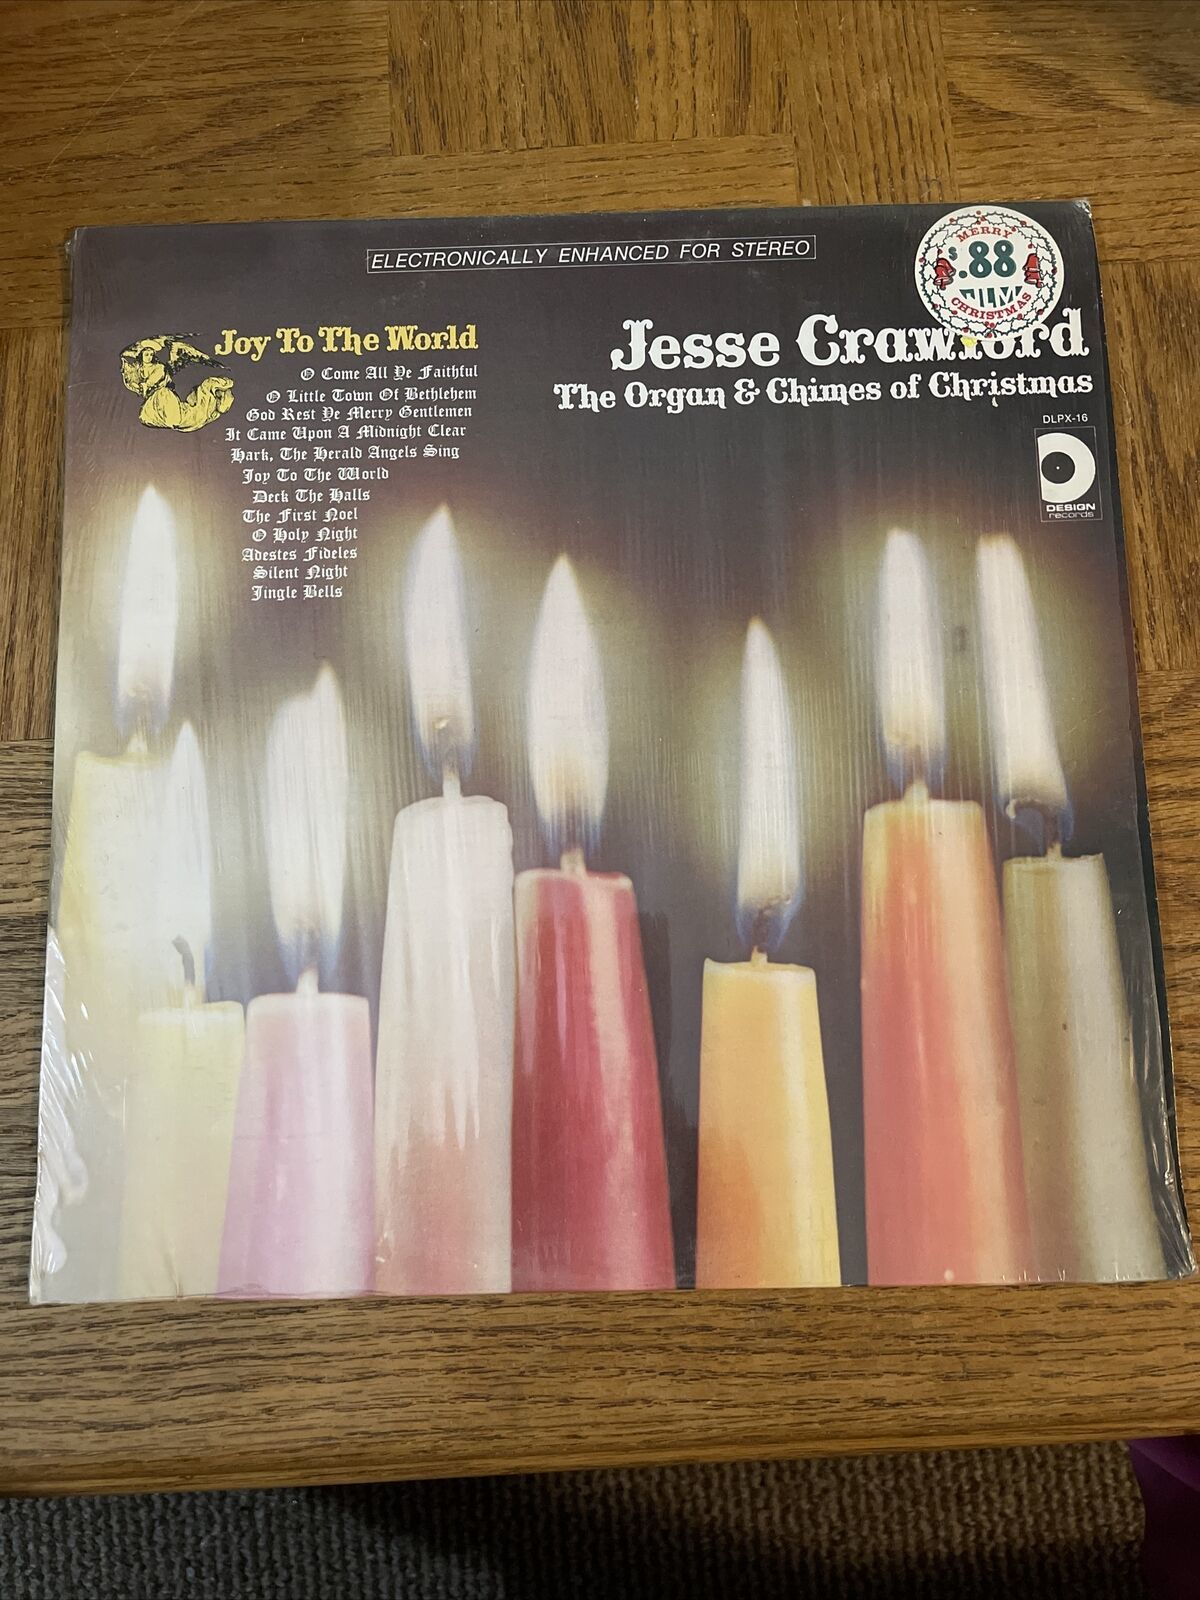 ELECTRONICALLY ENHANCED FOR STEREO
MERRY
$.88
FILM
CHRISTMAS
Joy To The World
O Come All Ye Faithful
O Little Town Of Bethlehem
God Rest Ye Merry Gentlemen
It Came Upon A Midnight Clear
Hark, The Herald Angels Sing
Joy To The World
Deck The Halls
The First Noel
O Holy Night
Adestes Fideles
Silent Night
Jingle Bells
Jesse Crawford
The Organ & Chimes of Christmas
DLPX-16
DESIGN
records